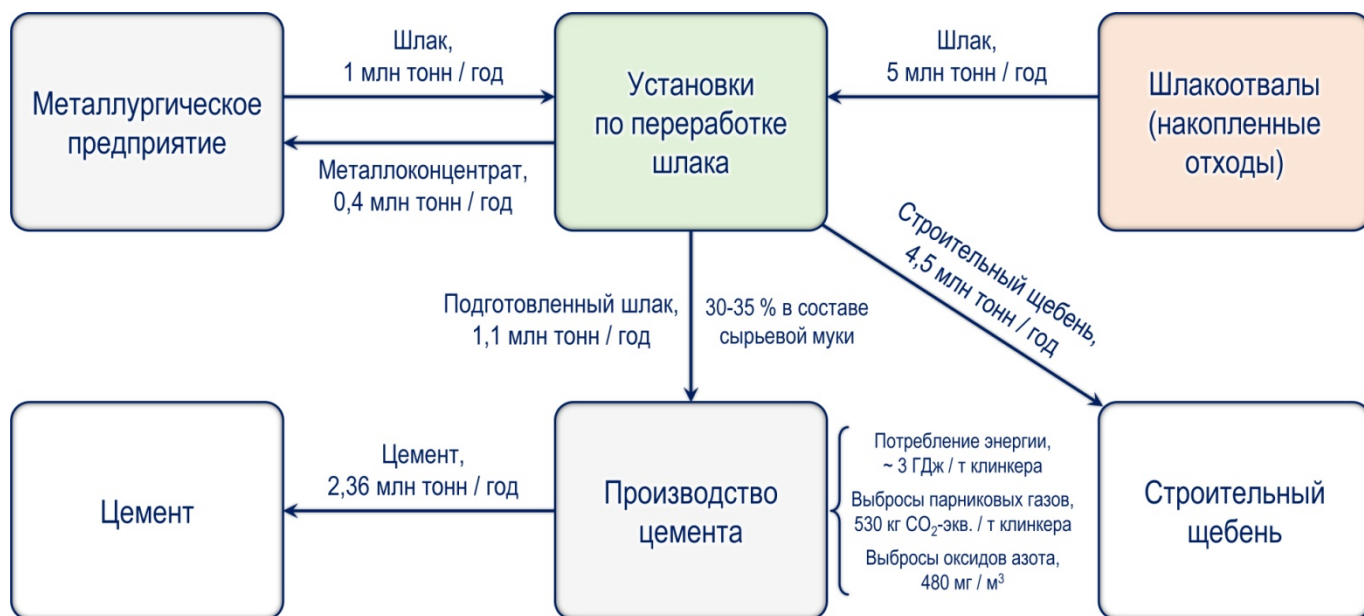 Шлак,
1 млн тонн / год
Шлак,
5 млн тонн / год
Металлургическое
предприятие
Установки
по переработке
шлака
Шлакоотвалы
(накопленные
отходы)
Металлоконцентрат,
0,4 млн тонн / год
Строительный щебень,
4,5 млн тонн / год
Подготовленный шлак,
1,1 млн тонн / год
30-35 % в составе
сырьевой муки
Цемент,
2,36 млн тонн / год
Цемент
Производство
цемента
Потребление энергии,
~ 3 ГДж / т клинкера
Выбросы парниковых газов,
530 кг СО₂-экв. / т клинкера
Выбросы оксидов азота,
480 мг / м³
Строительный
щебень